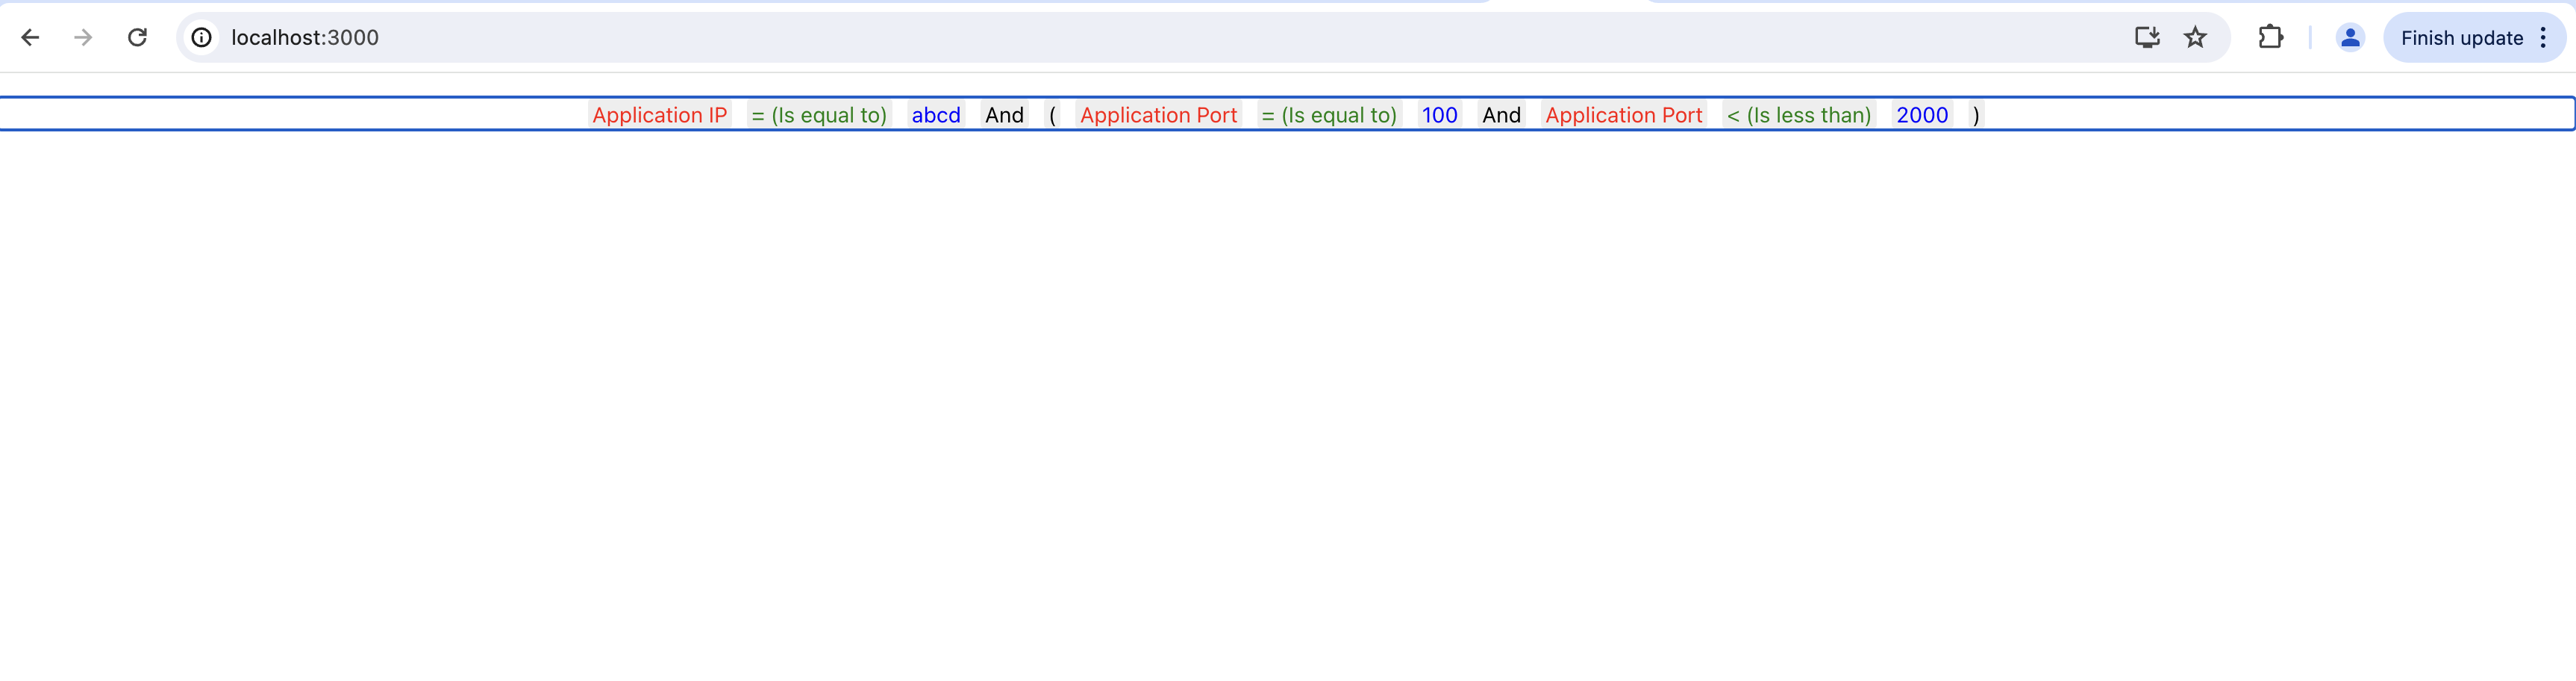 localhost:3000
Finish update
Application IP = (Is equal to) abcd And ( Application Port = (Is equal to) 100 And Application Port < (Is less than) 2000 )